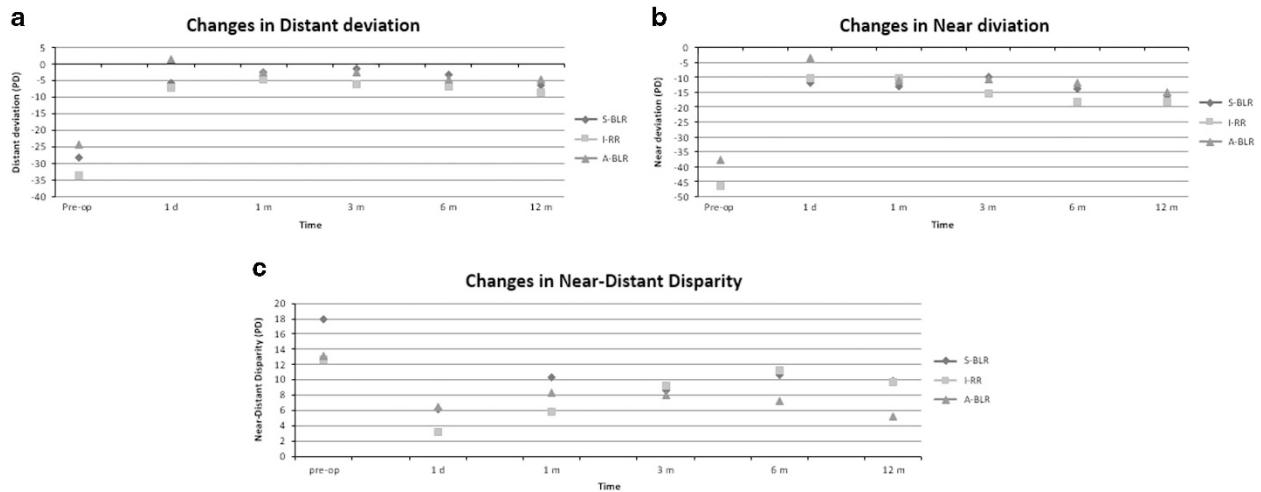 a
Changes in Distant deviation
Distant deviation (PD)
5
0
-5
-10
-15
-20
-25
-30
-35
-40
Pre-op 1 d 1 m 3 m 6 m 12 m
Time
S-BLR
I-RR
A-BLR
b
Changes in Near diviation
Near deviation (PD)
0
-5
-10
-15
-20
-25
-30
-35
-40
-45
-50
Pre-op 1 d 1 m 3 m 6 m 12 m
Time
S-BLR
I-RR
A-BLR
c
Changes in Near-Distant Disparity
Near-Distant Disparity (PD)
20
18
16
14
12
10
8
6
4
2
0
pre-op 1 d 1 m 3 m 6 m 12 m
Time
S-BLR
I-RR
A-BLR